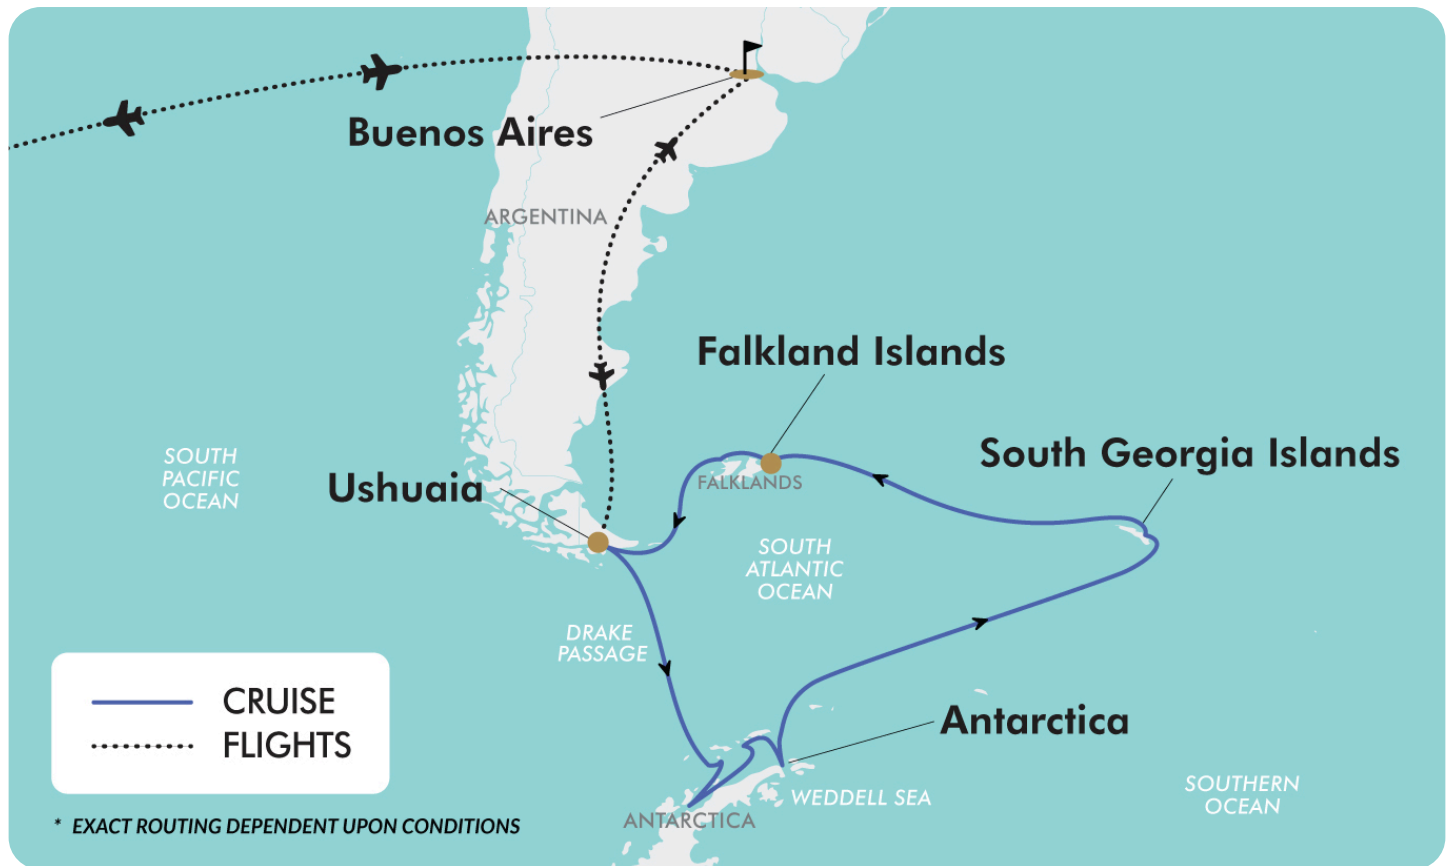 Buenos Aires
ARGENTINA
Falkland Islands
South Georgia Islands
SOUTH
PACIFIC
OCEAN
Ushuaia
FALKLANDS
SOUTH
ATLANTIC
OCEAN
DRAKE
PASSAGE
CRUISE
FLIGHTS
Antarctica
WEDDELL SEA
SOUTHERN
OCEAN
ANTARCTICA
* EXACT ROUTING DEPENDENT UPON CONDITIONS